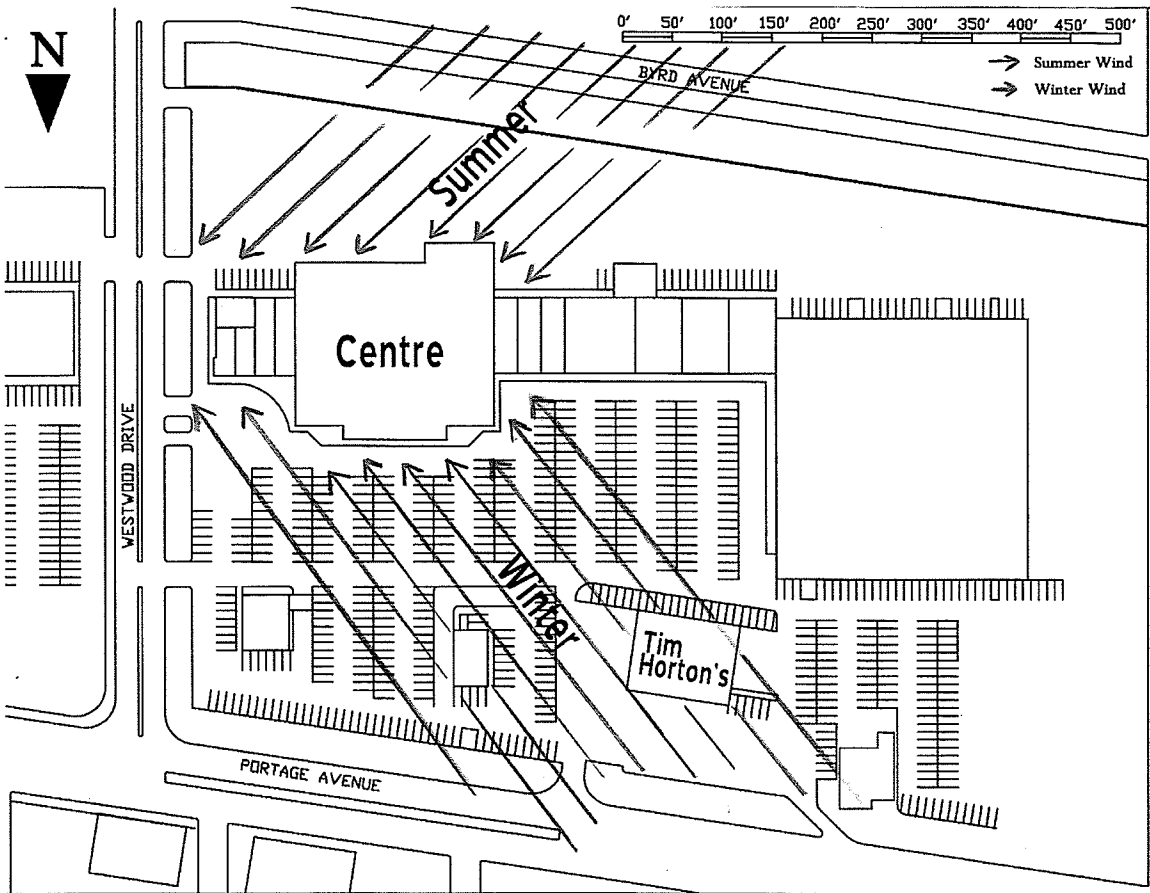 N
0' 50' 100' 150' 200' 250' 300' 350' 400' 450' 500'
Summer Wind
Winter Wind
BYRD AVENUE
Summer
Centre
WESTWOOD DRIVE
Winter
Tim
Horton's
PORTAGE AVENUE